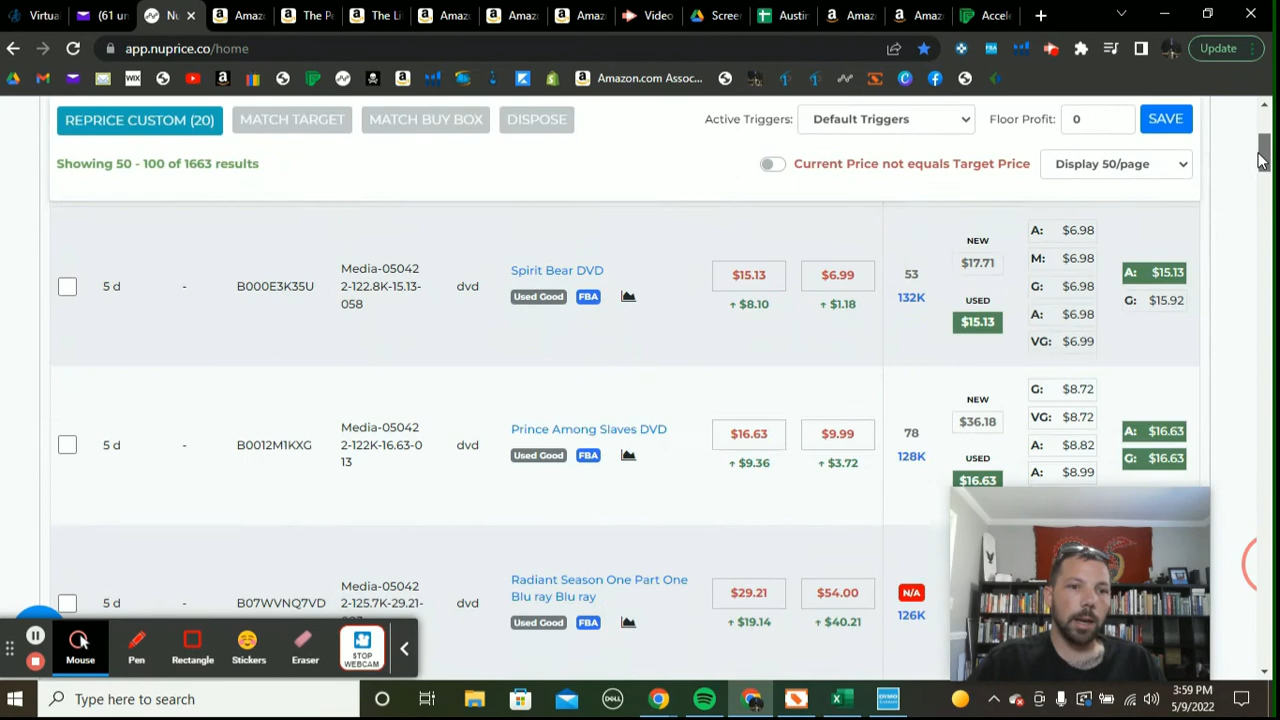 Virtua
(61 un
Nu
Amazo
The Pe
The Li
Amaz
Amaz
Amaz
Video
Scree
Austin
Amaz
Amaz
Accele
app.nuprice.co/home
Update
WIX
Amazon.com Assoc...
REPRICE CUSTOM (20)
MATCH TARGET
MATCH BUY BOX
DISPOSE
Active Triggers:
Default Triggers
Floor Profit:
0
SAVE
Showing 50 - 100 of 1663 results
Current Price not equals Target Price
Display 50/page
5 d
-
B000E3K35U
Media-05042
2-122.8K-15.13-
058
dvd
Spirit Bear DVD
Used Good
FBA
$15.13
↑ $8.10
$6.99
↑ $1.18
53
132K
NEW
$17.71
USED
$15.13
A: $6.98
M: $6.98
G: $6.98
A: $6.98
VG: $6.99
A: $15.13
G: $15.92
5 d
-
B0012M1KXG
Media-05042
2-122K-16.63-0
13
dvd
Prince Among Slaves DVD
Used Good
FBA
$16.63
↑ $9.36
$9.99
↑ $3.72
78
128K
NEW
$36.18
USED
$16.63
G: $8.72
VG: $8.72
A: $8.82
A: $8.99
A: $16.63
G: $16.63
5 d
-
B07WVNQ7VD
Media-05042
2-125.7K-29.21-
dvd
Radiant Season One Part One
Blu ray Blu ray
Used Good
FBA
$29.21
↑ $19.14
$54.00
↑ $40.21
N/A
126K
Mouse
Pen
Rectangle
Stickers
Eraser
STOP
WEBCAM
Type here to search
DELL
3:59 PM
5/9/2022